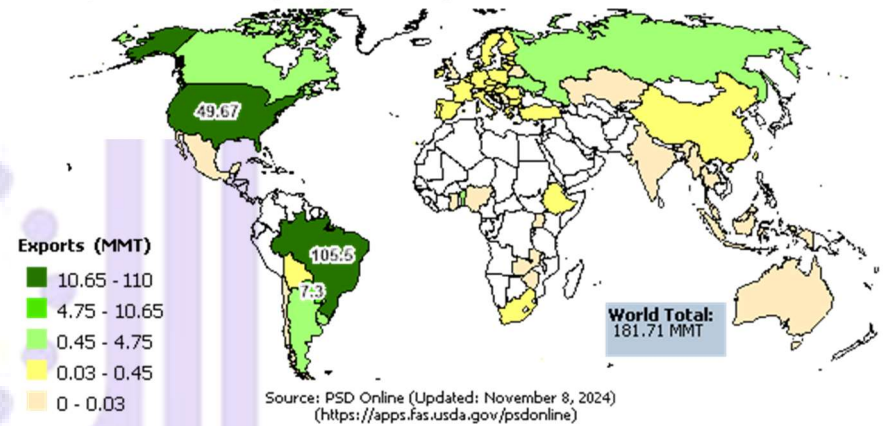 49.67
105.5
7.3
Exports (MMT)
10.65 - 110
4.75 - 10.65
0.45 - 4.75
0.03 - 0.45
0 - 0.03
World Total:
181.71 MMT
Source: PSD Online (Updated: November 8, 2024)
(https://apps.fas.usda.gov/psdonline)